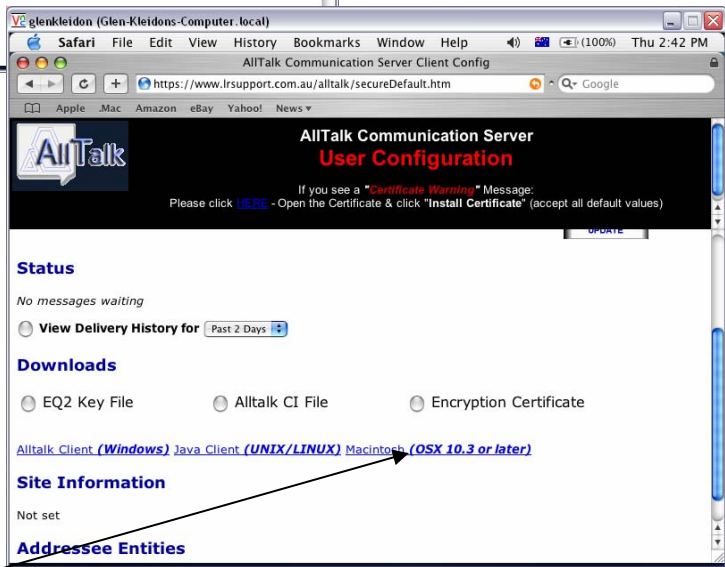 V2 glenkleidon (Glen-Kleidons-Computer.local)
Safari File Edit View History Bookmarks Window Help (100%) Thu 2:42 PM
AllTalk Communication Server Client Config
https://www.lrsupport.com.au/alltalk/secureDefault.htm Q- Google
Apple .Mac Amazon eBay Yahoo! News
AllTalk
AllTalk Communication Server
User Configuration
If you see a "Certificate Warning" Message:
Please click HERE - Open the Certificate & click "Install Certificate" (accept all default values)
UPDATE
Status
No messages waiting
View Delivery History for Past 2 Days
Downloads
EQ2 Key File Alltalk CI File Encryption Certificate
Alltalk Client (Windows) Java Client (UNIX/LINUX) Macintosh (OSX 10.3 or later)
Site Information
Not set
Addressee Entities